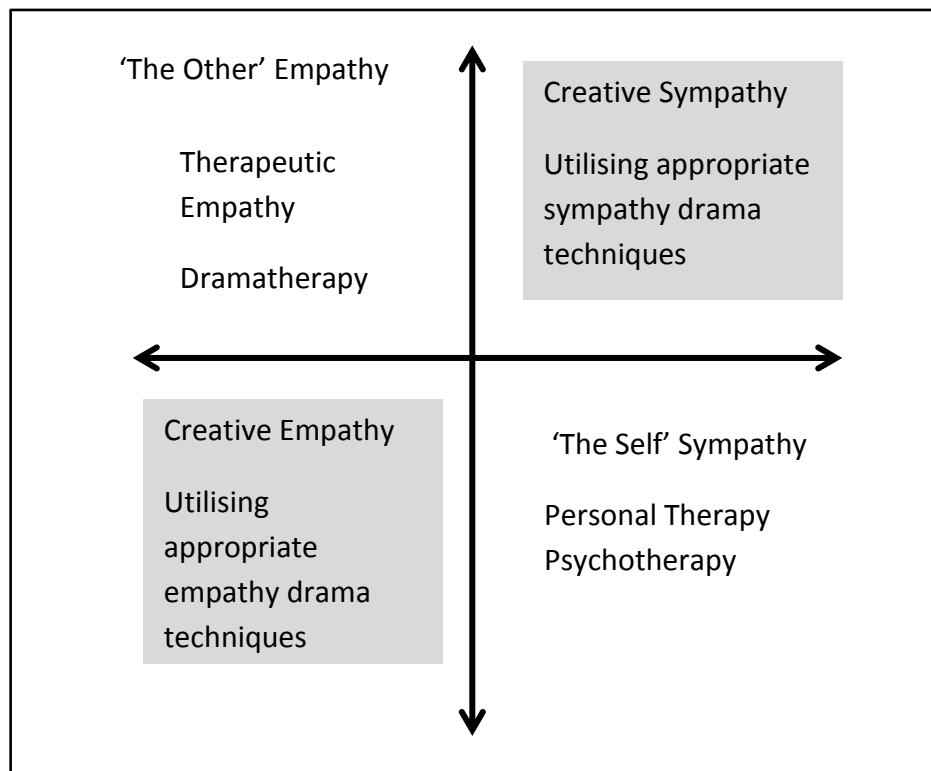 ‘The Other’ Empathy
Therapeutic
Empathy
Dramatherapy
Creative Sympathy
Utilising appropriate
sympathy drama
techniques
Creative Empathy
Utilising
appropriate
empathy drama
techniques
‘The Self’ Sympathy
Personal Therapy
Psychotherapy